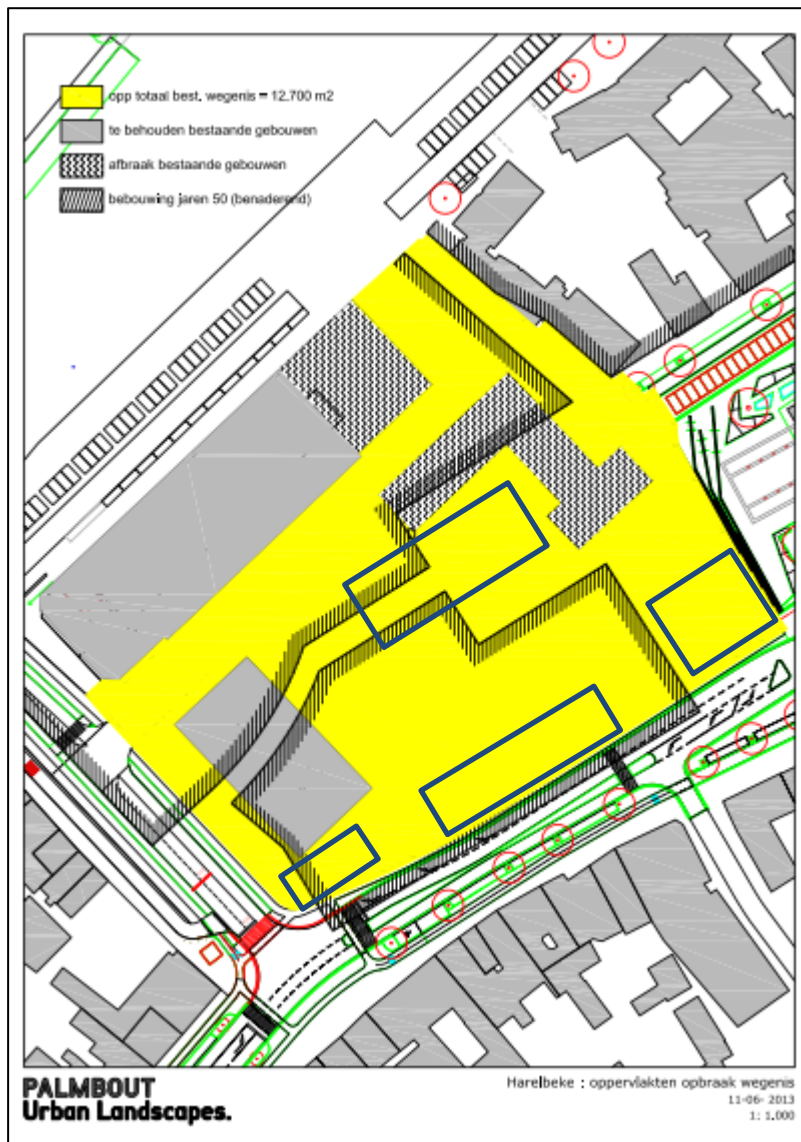 opp totaal best. wegenis = 12.700 m2
te behouden bestaande gebouwen
afbraak bestaande gebouwen
bebouwing jaren 50 (benaderend)
PALMBOUT
Urban Landscapes.
Harelbeke : oppervlakten opbraak wegenis
11-06- 2013
1: 1.000